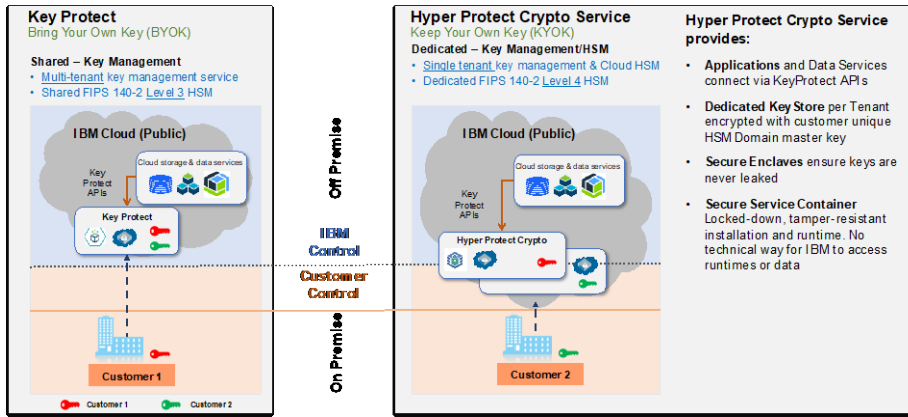 Key Protect
Bring Your Own Key (BYOK)
Shared – Key Management
• Multi-tenant key management service
• Shared FIPS 140-2 Level 3 HSM
IBM Cloud (Public)
Cloud storage & data services
Key
Protect
APIs
Key Protect
Customer 1
Customer 1
Customer 2
Off Premise
IBM
Control
Customer
Control
On Premise
Hyper Protect Crypto Service
Keep Your Own Key (KYOK)
Dedicated – Key Management/HSM
• Single tenant key management & Cloud HSM
• Dedicated FIPS 140-2 Level 4 HSM
IBM Cloud (Public)
Cloud storage & data services
Key
Protect
APIs
Hyper Protect Crypto
Customer 2
Hyper Protect Crypto Service
provides:
• Applications and Data Services
connect via KeyProtect APIs
• Dedicated Key Store per Tenant
encrypted with customer unique
HSM Domain master key
• Secure Enclaves ensure keys are
never leaked
• Secure Service Container
Locked-down, tamper-resistant
installation and runtime. No
technical way for IBM to access
runtimes or data